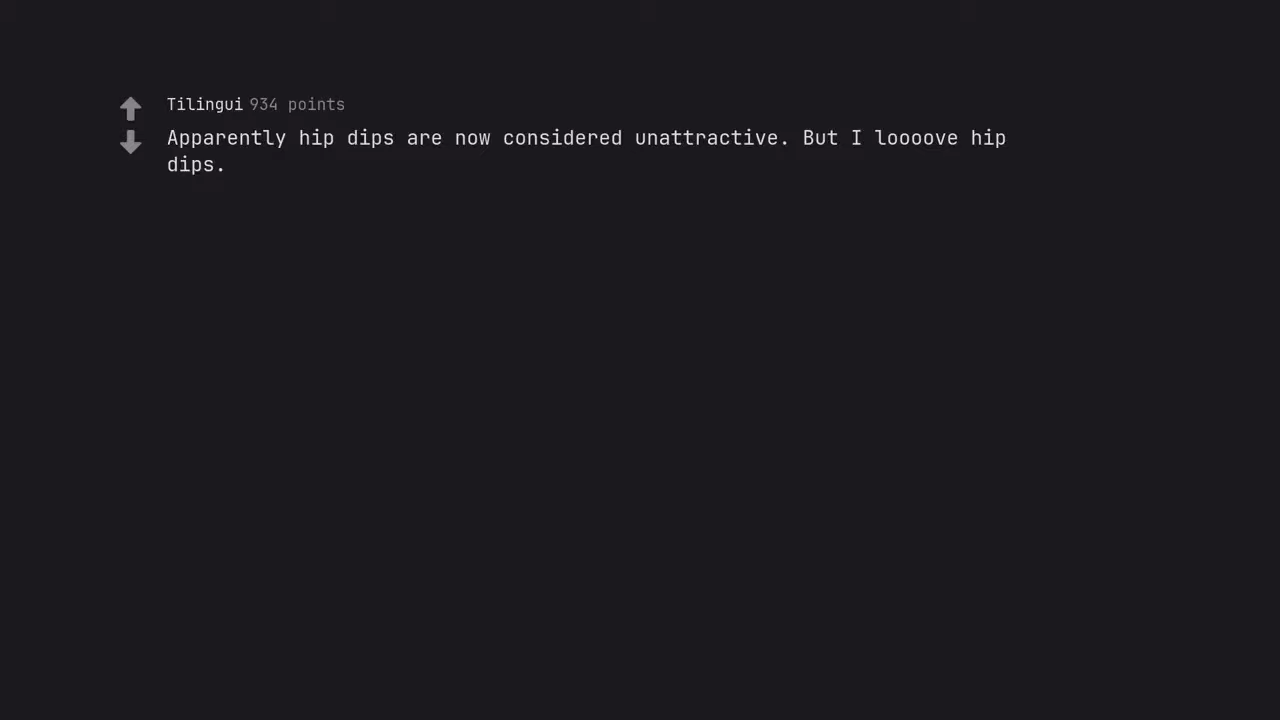 Tilingui 934 points
Apparently hip dips are now considered unattractive. But I loooove hip
dips.